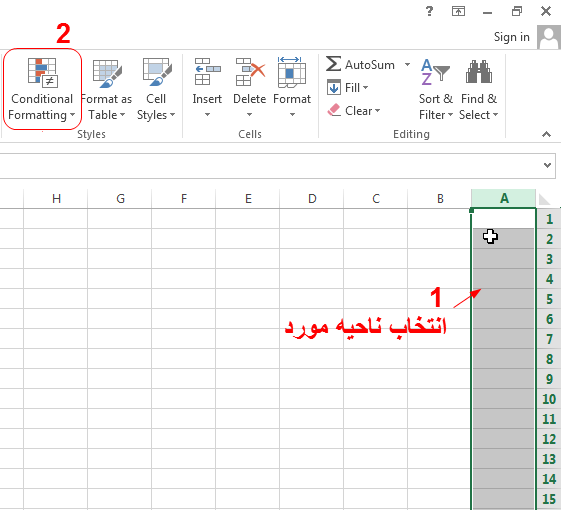 ?
Sign in
2
Conditional Formatting
Format as Table
Cell Styles
Styles
Insert
Delete
Format
Cells
AutoSum
Fill
Clear
Sort & Filter
Find & Select
Editing
H G F E D C B A
1
2
3
4
1
5
انتخاب ناحیه مورد
6
7
8
9
10
11
12
13
14
15